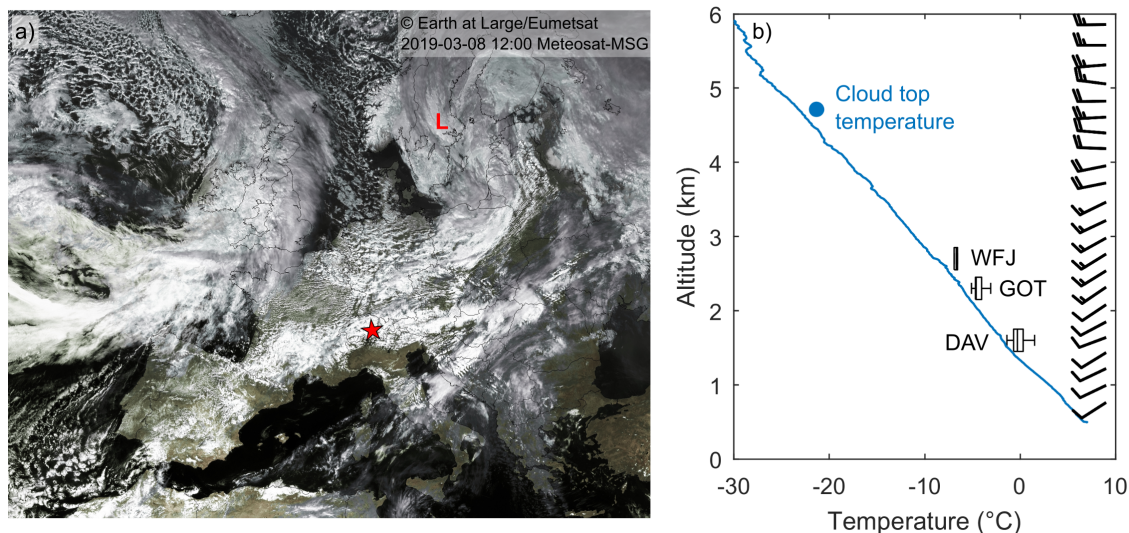 a)
© Earth at Large/Eumetsat
2019-03-08 12:00 Meteosat-MSG
L
b)
6
5
4
3
2
1
0
Altitude (km)
Cloud top
temperature
WFJ
GOT
DAV
-30
-20
-10
0
10
Temperature (°C)